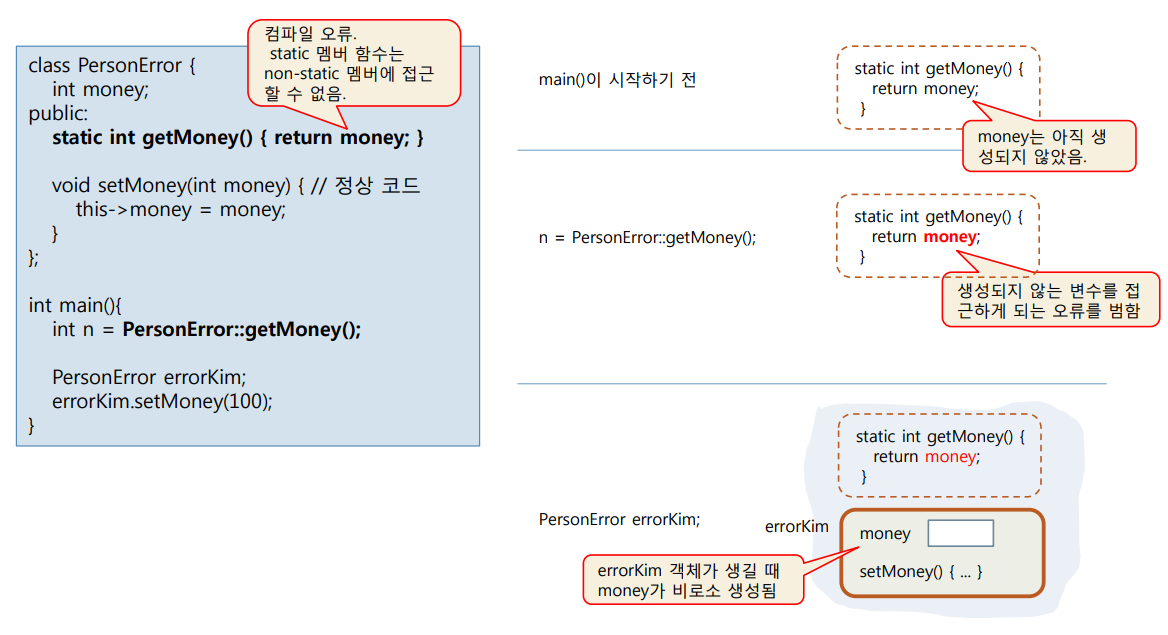 컴파일 오류.
static 멤버 함수는
non-static 멤버에 접근
할 수 없음.
class PersonError {
int money;
public:
static int getMoney() { return money; }
void setMoney(int money) { // 정상 코드
this->money = money;
}
};
int main(){
int n = PersonError::getMoney();
PersonError errorKim;
errorKim.setMoney(100);
}
main()이 시작하기 전
static int getMoney() {
return money;
}
money는 아직 생
성되지 않았음.
n = PersonError::getMoney();
static int getMoney() {
return money;
}
생성되지 않는 변수를 접
근하게 되는 오류를 범함
static int getMoney() {
return money;
}
PersonError errorKim;
errorKim
money
setMoney() { ... }
errorKim 객체가 생길 때
money가 비로소 생성됨